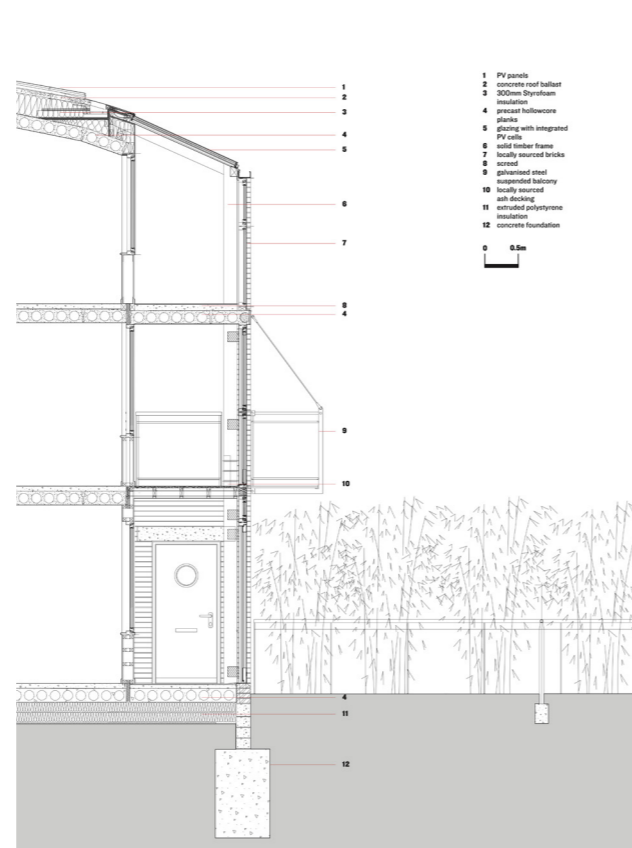 1 PV panels
2 concrete roof ballast
3 300mm Styrofoam
insulation
4 precast hollowcore
planks
5 glazing with integrated
PV cells
6 solid timber frame
7 locally sourced bricks
8 screed
9 galvanised steel
suspended balcony
10 locally sourced
ash decking
11 extruded polystyrene
insulation
12 concrete foundation
0 0.5m
1
2
3
4
5
6
7
8
4
9
10
4
11
12